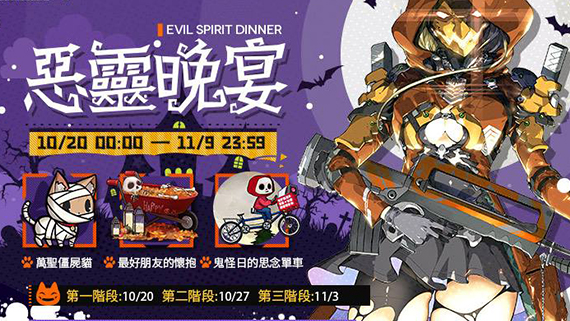 EVIL SPIRIT DINNER
惡靈晚宴
10/20 00:00 — 11/9 23:59
萬聖僵屍貓 最好朋友的懷抱 鬼怪日的思念單車
第一階段:10/20 第二階段:10/27 第三階段:11/3